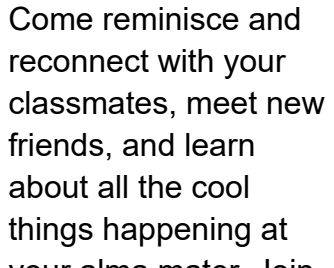 Come reminisce and
reconnect with your
classmates, meet new
friends, and learn
about all the cool
things happening at
your alma mater. Join